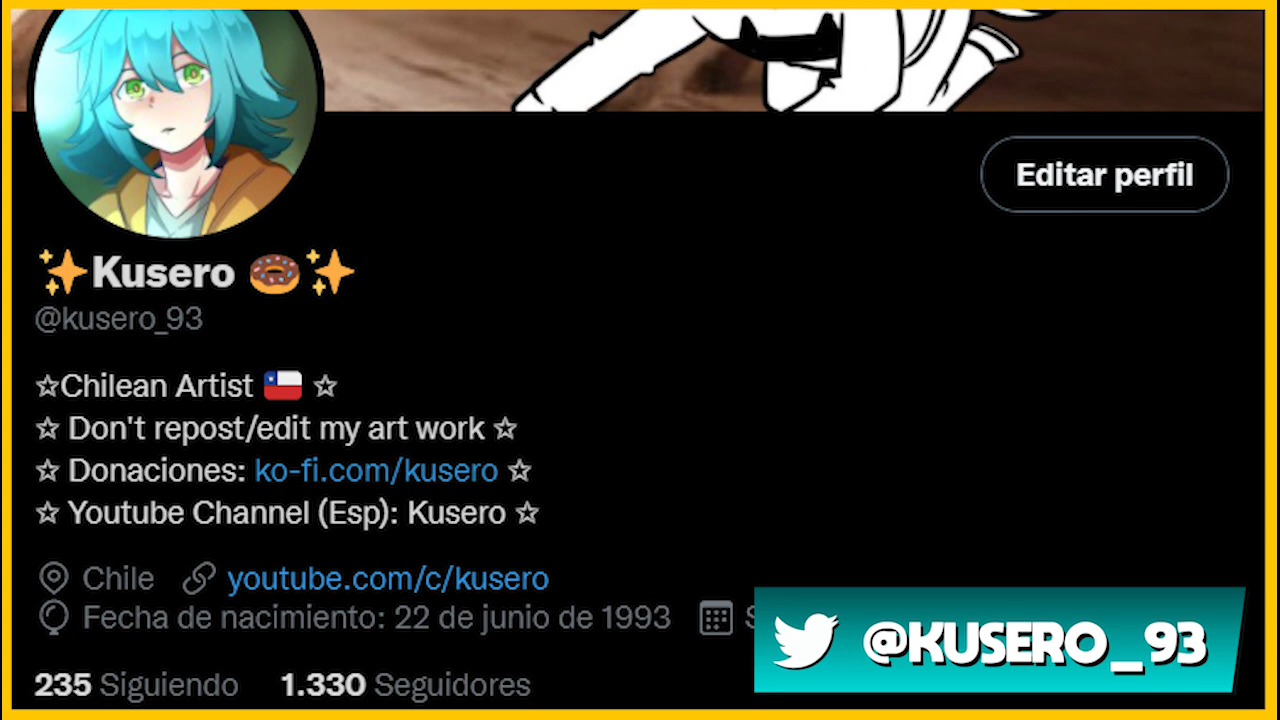 Editar perfil
✨Kusero 🍩✨
@kusero_93
☆Chilean Artist 🇨🇱 ☆
☆ Don't repost/edit my art work ☆
☆ Donaciones: ko-fi.com/kusero ☆
☆ Youtube Channel (Esp): Kusero ☆
Chile youtube.com/c/kusero
Fecha de nacimiento: 22 de junio de 1993
235 Siguiendo 1.330 Seguidores
@KUSERO_93